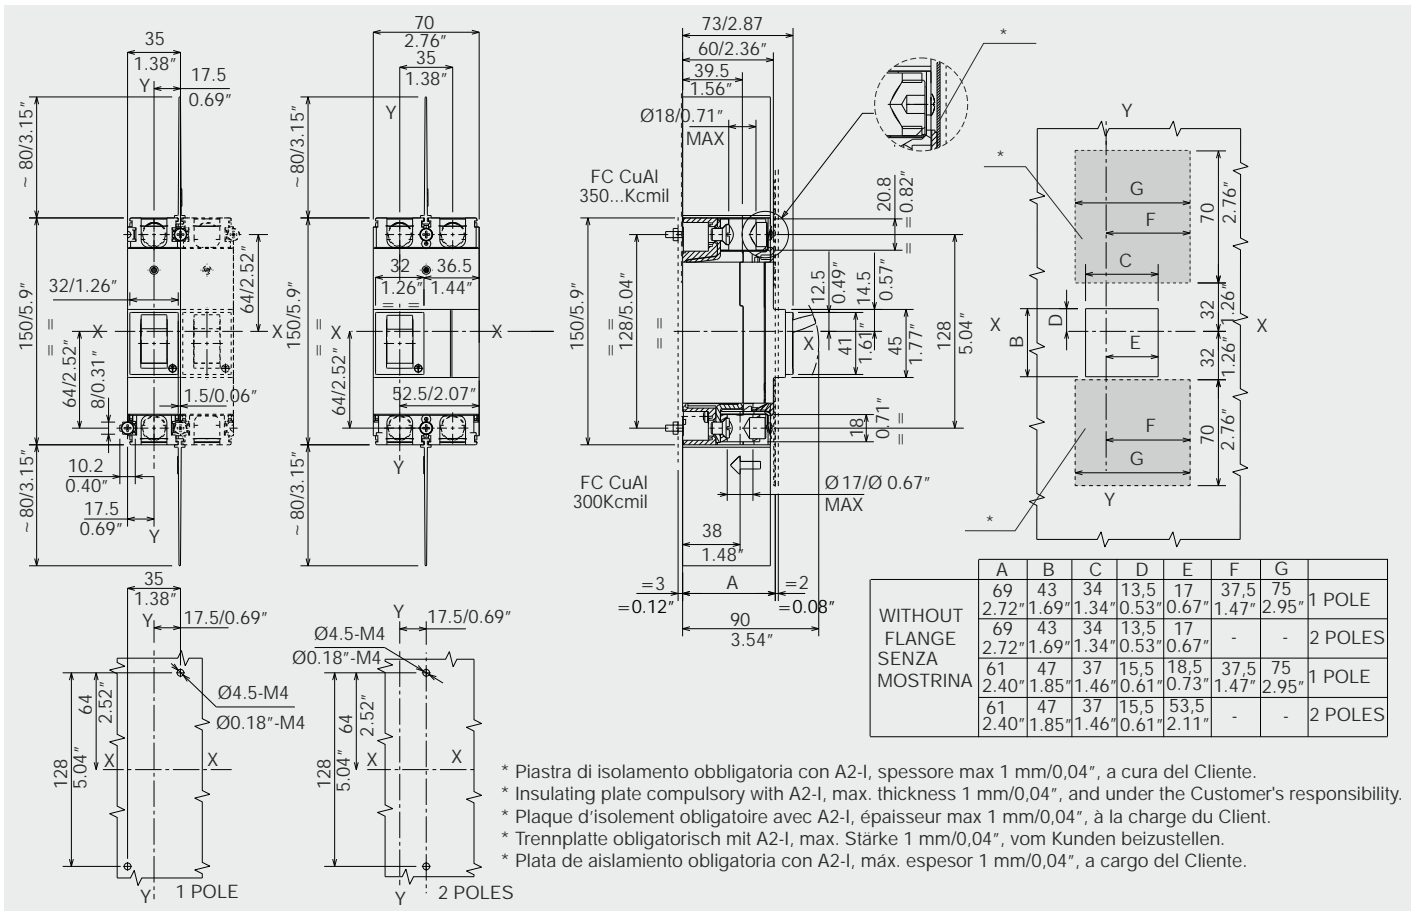 35
1.38"
Y
17.5
0.69"
~ 80/3.15"
150/5.9"
=
=
32/1.26"
64/2.52"
X
X
64/2.52"
8/0.31"
1.5/0.06"
10.2
0.40"
17.5
0.69"
Y
~ 80/3.15"
70
2.76"
35
1.38"
Y
~ 80/3.15"
150/5.9"
=
=
32
1.26"
36.5
1.44"
= =
X
X
64/2.52"
52.5/2.07"
Y
~ 80/3.15"
73/2.87
60/2.36"
39.5
1.56"
Ø18/0.71"
MAX
*
FC CuAl
350...Kcmil
20.8
0.82"
=
=
150/5.9"
=
=
128/5.04"
=
=
12.5
0.49"
14.5
0.57"
X
41
1.61"
45
1.77"
128
5.04"
18
0.71"
=
=
FC CuAl
300Kcmil
Ø 17/Ø 0.67"
MAX
38
1.48"
=3
=0.12"
A
=2
=0.08"
90
3.54"
Y
*
G
F
C
70
2.76"
32
1.26"
X
B
D
E
X
32
1.26"
F
G
70
2.76"
Y
*
35
1.38"
Y
17.5/0.69"
Ø4.5-M4
Ø0.18"-M4
64
2.52"
128
5.04"
X
X
Y
1 POLE
Y
17.5/0.69"
Ø4.5-M4
Ø0.18"-M4
64
2.52"
128
5.04"
X
X
Y
2 POLES
A B C D E F G
WITHOUT
FLANGE
SENZA
MOSTRINA
69 43 34 13,5 17 37,5 75
2.72" 1.69" 1.34" 0.53" 0.67" 1.47" 2.95" 1 POLE
69 43 34 13,5 17
2.72" 1.69" 1.34" 0.53" 0.67" - - 2 POLES
61 47 37 15,5 18,5 37,5 75
2.40" 1.85" 1.46" 0.61" 0.73" 1.47" 2.95" 1 POLE
61 47 37 15,5 53,5
2.40" 1.85" 1.46" 0.61" 2.11" - - 2 POLES
* Piastra di isolamento obbligatoria con A2-I, spessore max 1 mm/0,04", a cura del Cliente.
* Insulating plate compulsory with A2-I, max. thickness 1 mm/0,04", and under the Customer's responsibility.
* Plaque d'isolement obligatoire avec A2-I, épaisseur max 1 mm/0,04", à la charge du Client.
* Trennplatte obligatorisch mit A2-I, max. Stärke 1 mm/0,04", vom Kunden beizustellen.
* Plata de aislamiento obligatoria con A2-I, máx. espesor 1 mm/0,04", a cargo del Cliente.